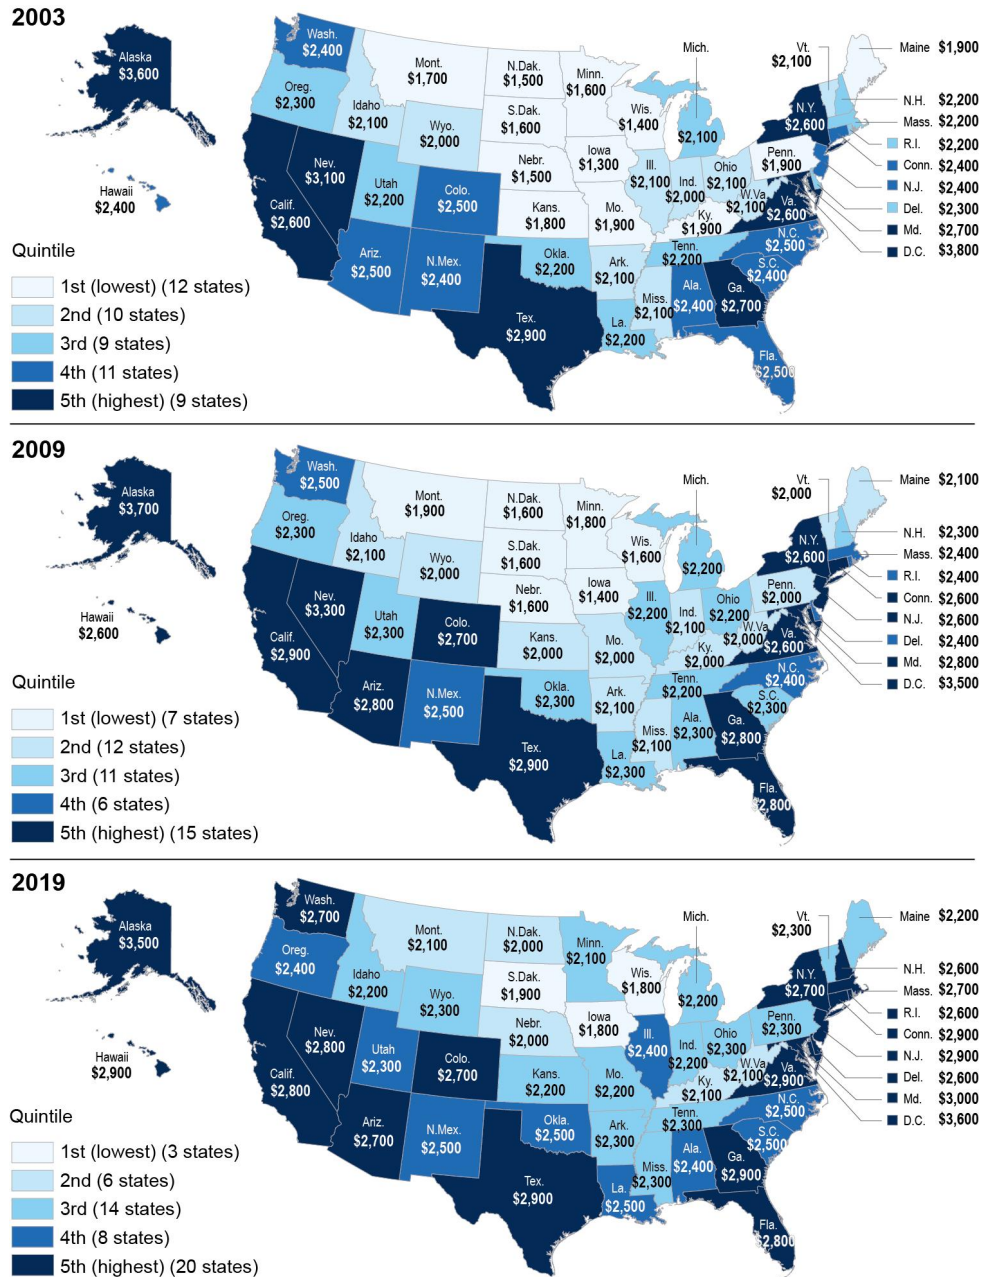 2003
Alaska
$3,600
Hawaii
$2,400
Wash.
$2,400
Oreg.
$2,300
Calif.
$2,600
Nev.
$3,100
Idaho
$2,100
Mont.
$1,700
Wyo.
$2,000
Utah
$2,200
Colo.
$2,500
Ariz.
$2,500
N.Mex.
$2,400
N.Dak.
$1,500
S.Dak.
$1,600
Nebr.
$1,500
Kans.
$1,800
Okla.
$2,200
Tex.
$2,900
Minn.
$1,600
Iowa
$1,300
Mo.
$1,900
Ark.
$2,100
La.
$2,200
Wis.
$1,400
Ill.
$2,100
Mich.
$2,100
Ind.
$2,000
Ohio
$2,100
W.Va.
$2,100
Ky.
$1,900
Tenn.
$2,200
Miss.
$2,100
Ala.
$2,400
Ga.
$2,700
Fla.
$2,500
S.C.
$2,400
N.C.
$2,500
Va.
$2,600
Penn.
$1,900
N.Y.
$2,600
Vt.
$2,100
Maine $1,900
N.H. $2,200
Mass. $2,200
R.I. $2,200
Conn. $2,400
N.J. $2,400
Del. $2,300
Md. $2,700
D.C. $3,800
Quintile
1st (lowest) (12 states)
2nd (10 states)
3rd (9 states)
4th (11 states)
5th (highest) (9 states)
2009
Alaska
$3,700
Hawaii
$2,600
Wash.
$2,500
Oreg.
$2,300
Calif.
$2,900
Nev.
$3,300
Idaho
$2,100
Mont.
$1,900
Wyo.
$2,000
Utah
$2,300
Colo.
$2,700
Ariz.
$2,800
N.Mex.
$2,500
N.Dak.
$1,600
S.Dak.
$1,600
Nebr.
$1,600
Kans.
$2,000
Okla.
$2,300
Tex.
$2,900
Minn.
$1,800
Iowa
$1,400
Mo.
$2,000
Ark.
$2,100
La.
$2,300
Wis.
$1,600
Ill.
$2,200
Mich.
$2,200
Ind.
$2,100
Ohio
$2,200
W.Va.
$2,000
Ky.
$2,000
Tenn.
$2,200
Miss.
$2,100
Ala.
$2,300
Ga.
$2,800
Fla.
$2,800
S.C.
$2,300
N.C.
$2,400
Va.
$2,600
Penn.
$2,000
N.Y.
$2,600
Vt.
$2,000
Maine $2,100
N.H. $2,300
Mass. $2,400
R.I. $2,400
Conn. $2,600
N.J. $2,600
Del. $2,400
Md. $2,800
D.C. $3,500
Quintile
1st (lowest) (7 states)
2nd (12 states)
3rd (11 states)
4th (6 states)
5th (highest) (15 states)
2019
Alaska
$3,500
Hawaii
$2,900
Wash.
$2,700
Oreg.
$2,400
Calif.
$2,800
Nev.
$2,800
Idaho
$2,200
Mont.
$2,100
Wyo.
$2,300
Utah
$2,300
Colo.
$2,700
Ariz.
$2,700
N.Mex.
$2,500
N.Dak.
$2,000
S.Dak.
$1,900
Nebr.
$2,000
Kans.
$2,200
Okla.
$2,500
Tex.
$2,900
Minn.
$2,100
Iowa
$1,800
Mo.
$2,200
Ark.
$2,300
La.
$2,500
Wis.
$1,800
Ill.
$2,400
Mich.
$2,200
Ind.
$2,200
Ohio
$2,300
W.Va.
$2,100
Ky.
$2,100
Tenn.
$2,300
Miss.
$2,300
Ala.
$2,400
Ga.
$2,900
Fla.
$2,800
S.C.
$2,500
N.C.
$2,500
Va.
$2,900
Penn.
$2,300
N.Y.
$2,700
Vt.
$2,300
Maine $2,200
N.H. $2,600
Mass. $2,700
R.I. $2,600
Conn. $2,900
N.J. $2,900
Del. $2,600
Md. $3,000
D.C. $3,600
Quintile
1st (lowest) (3 states)
2nd (6 states)
3rd (14 states)
4th (8 states)
5th (highest) (20 states)